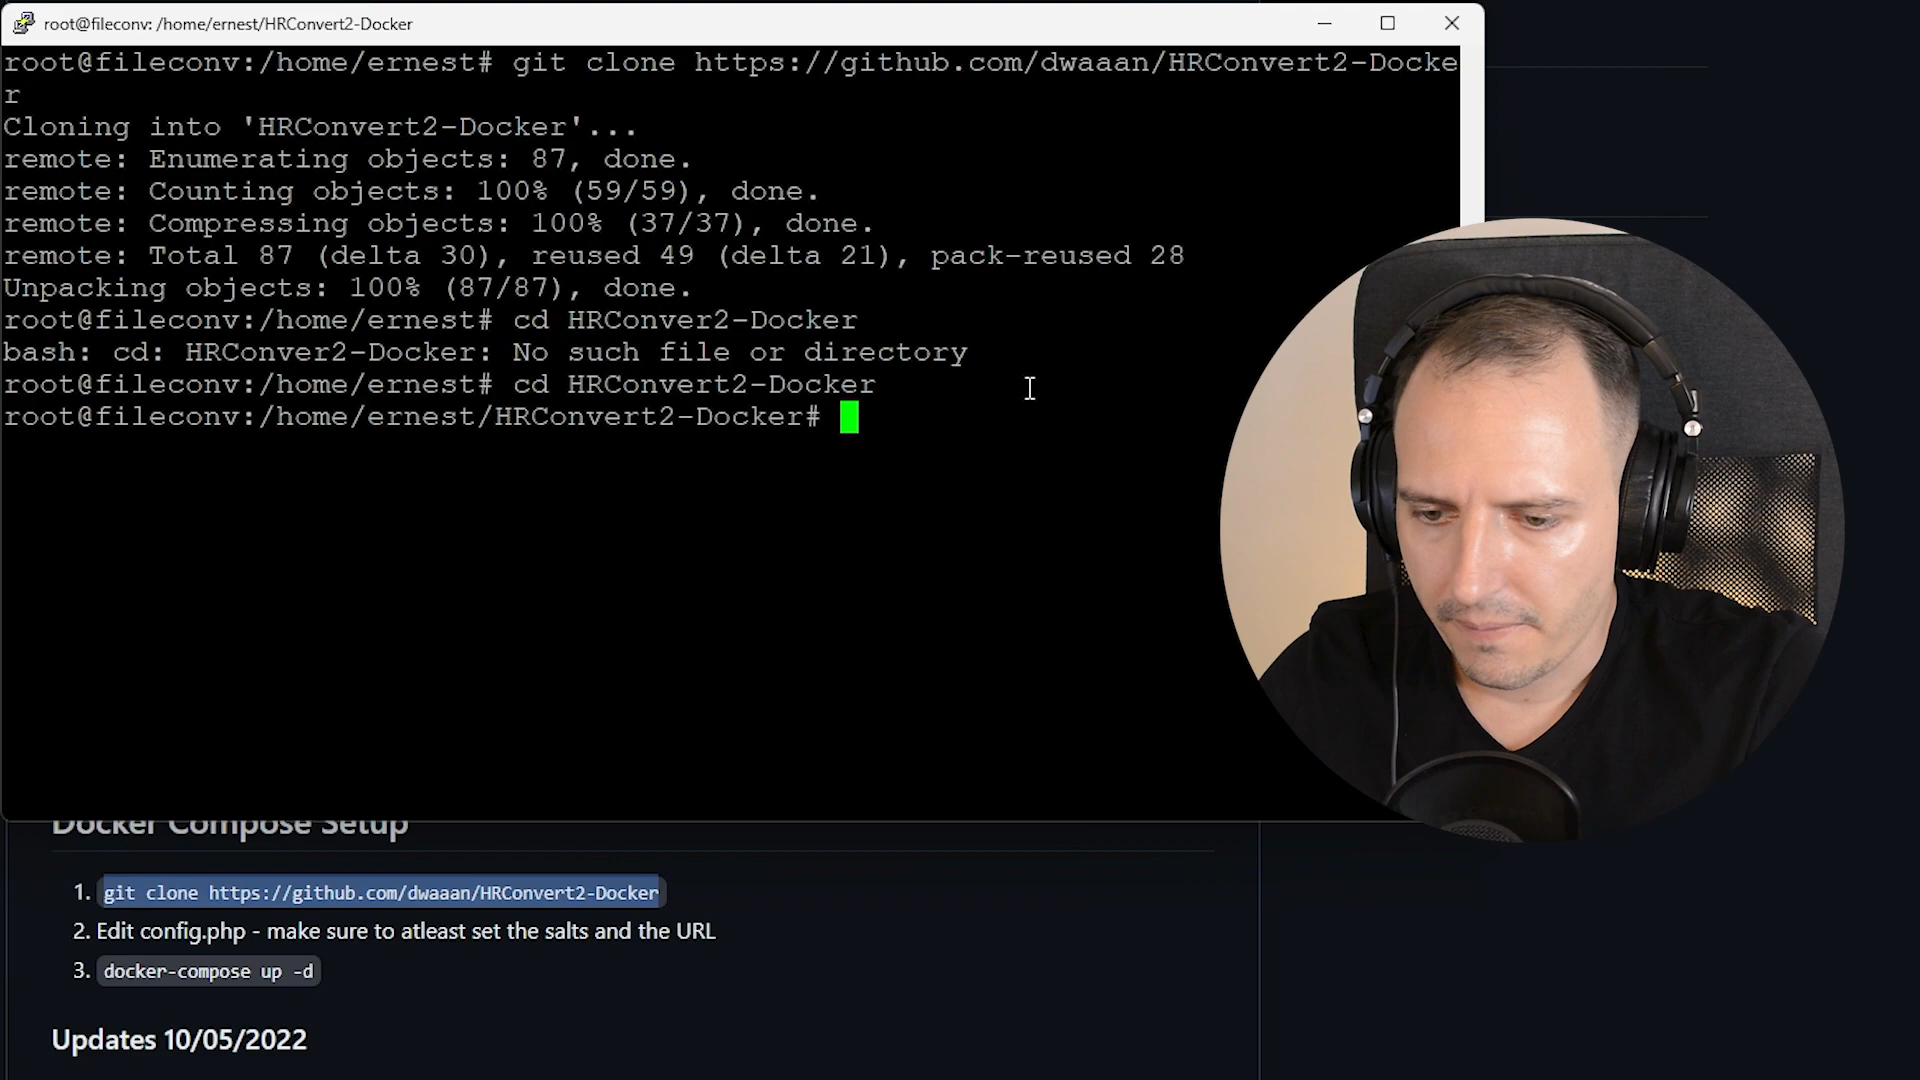 root@fileconv: /home/ernest/HRConvert2-Docker
root@fileconv:/home/ernest# git clone https://github.com/dwaaan/HRConvert2-Docke
r
Cloning into 'HRConvert2-Docker'...
remote: Enumerating objects: 87, done.
remote: Counting objects: 100% (59/59), done.
remote: Compressing objects: 100% (37/37), done.
remote: Total 87 (delta 30), reused 49 (delta 21), pack-reused 28
Unpacking objects: 100% (87/87), done.
root@fileconv:/home/ernest# cd HRConver2-Docker
bash: cd: HRConver2-Docker: No such file or directory
root@fileconv:/home/ernest# cd HRConvert2-Docker
root@fileconv:/home/ernest/HRConvert2-Docker#
Docker Compose Setup
1. git clone https://github.com/dwaaan/HRConvert2-Docker
2. Edit config.php - make sure to atleast set the salts and the URL
3. docker-compose up -d
Updates 10/05/2022